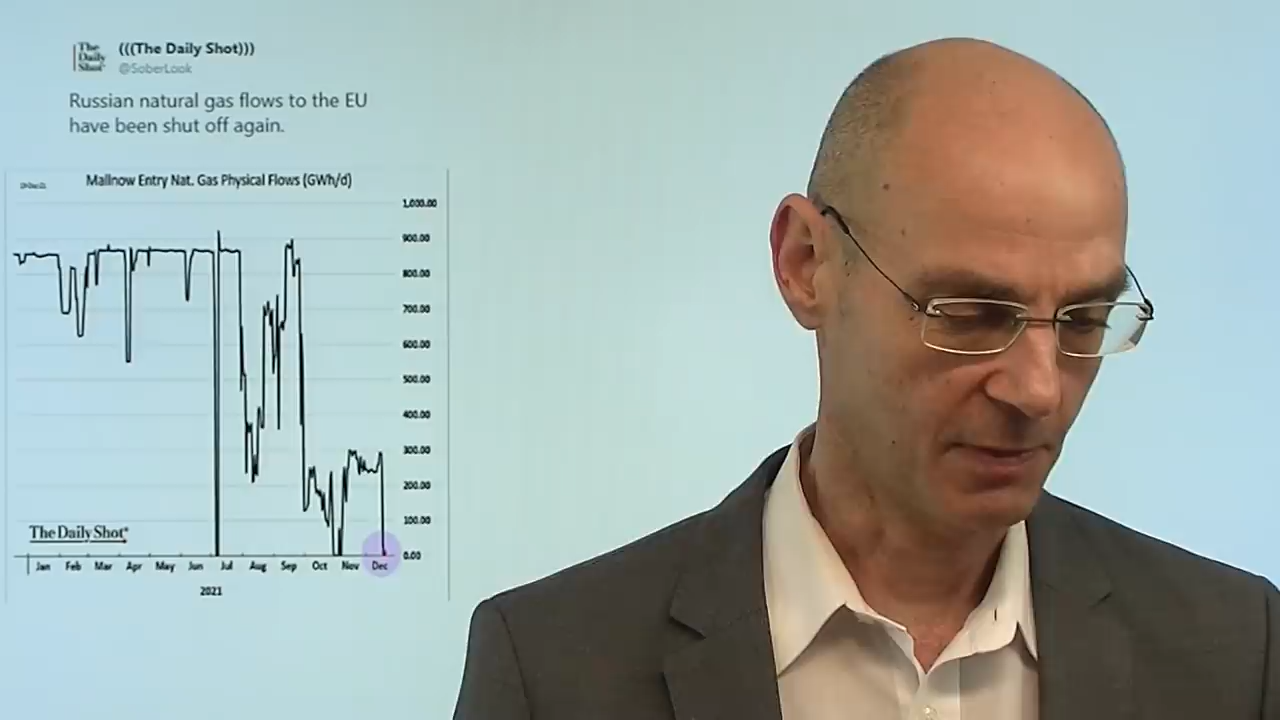 The
Daily
Shot
(((The Daily Shot)))
@SoberLook
Russian natural gas flows to the EU
have been shut off again.
Mallnow Entry Nat. Gas Physical Flows (GWh/d)
1,000.00
900.00
800.00
700.00
600.00
500.00
400.00
300.00
200.00
100.00
0.00
The Daily Shot
Jan Feb Mar Apr May Jun Jul Aug Sep Oct Nov Dec
2021